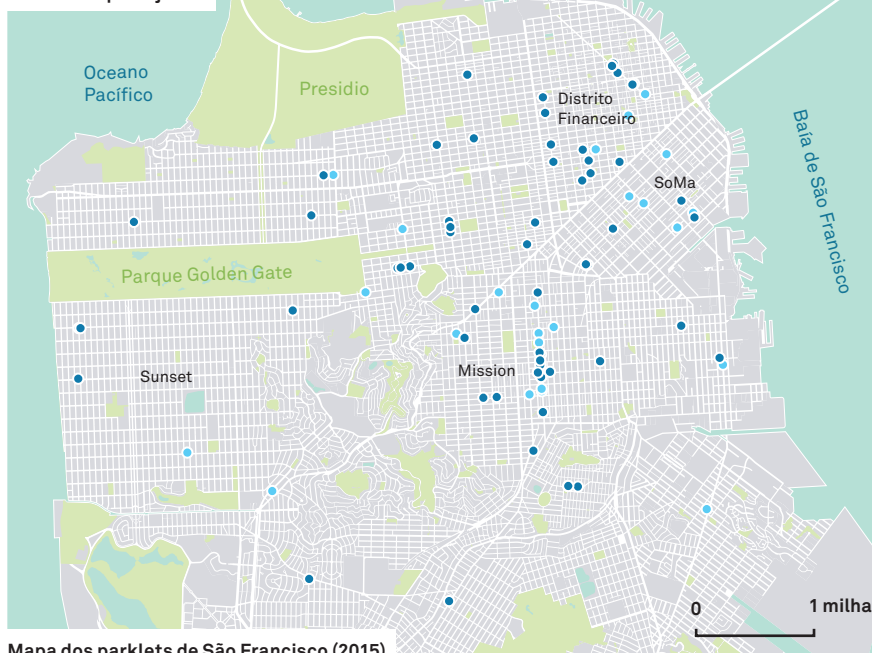 Oceano
Pacífico
Presidio
Distrito
Financeiro
Baía de São Francisco
SoMa
Parque Golden Gate
Sunset
Mission
0
1 milha
Mapa dos parklets de São Francisco (2015)